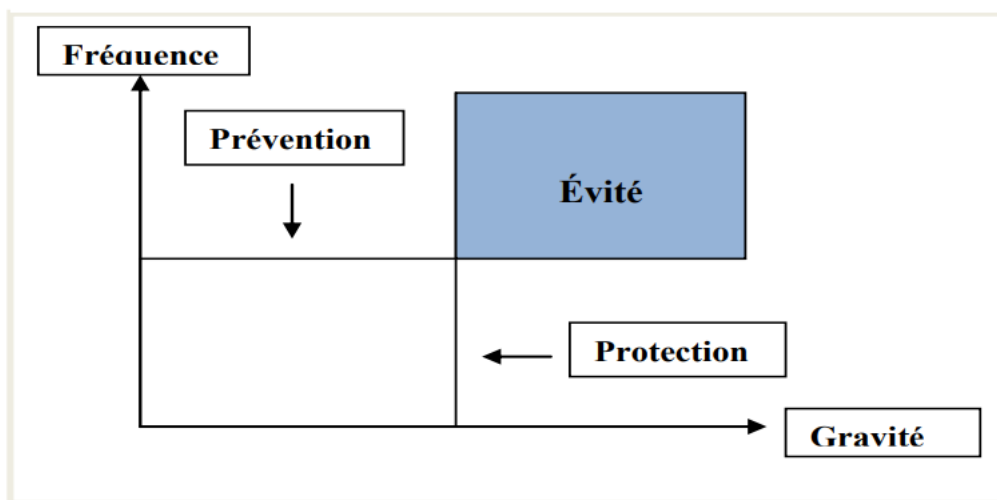 Fréquence
Prévention
Évité
Protection
Gravité